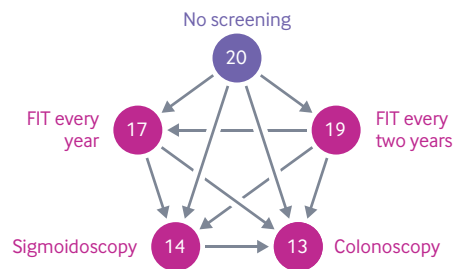 No screening
20
FIT every
year
17
19
FIT every
two years
Sigmoidoscopy
14
13
Colonoscopy